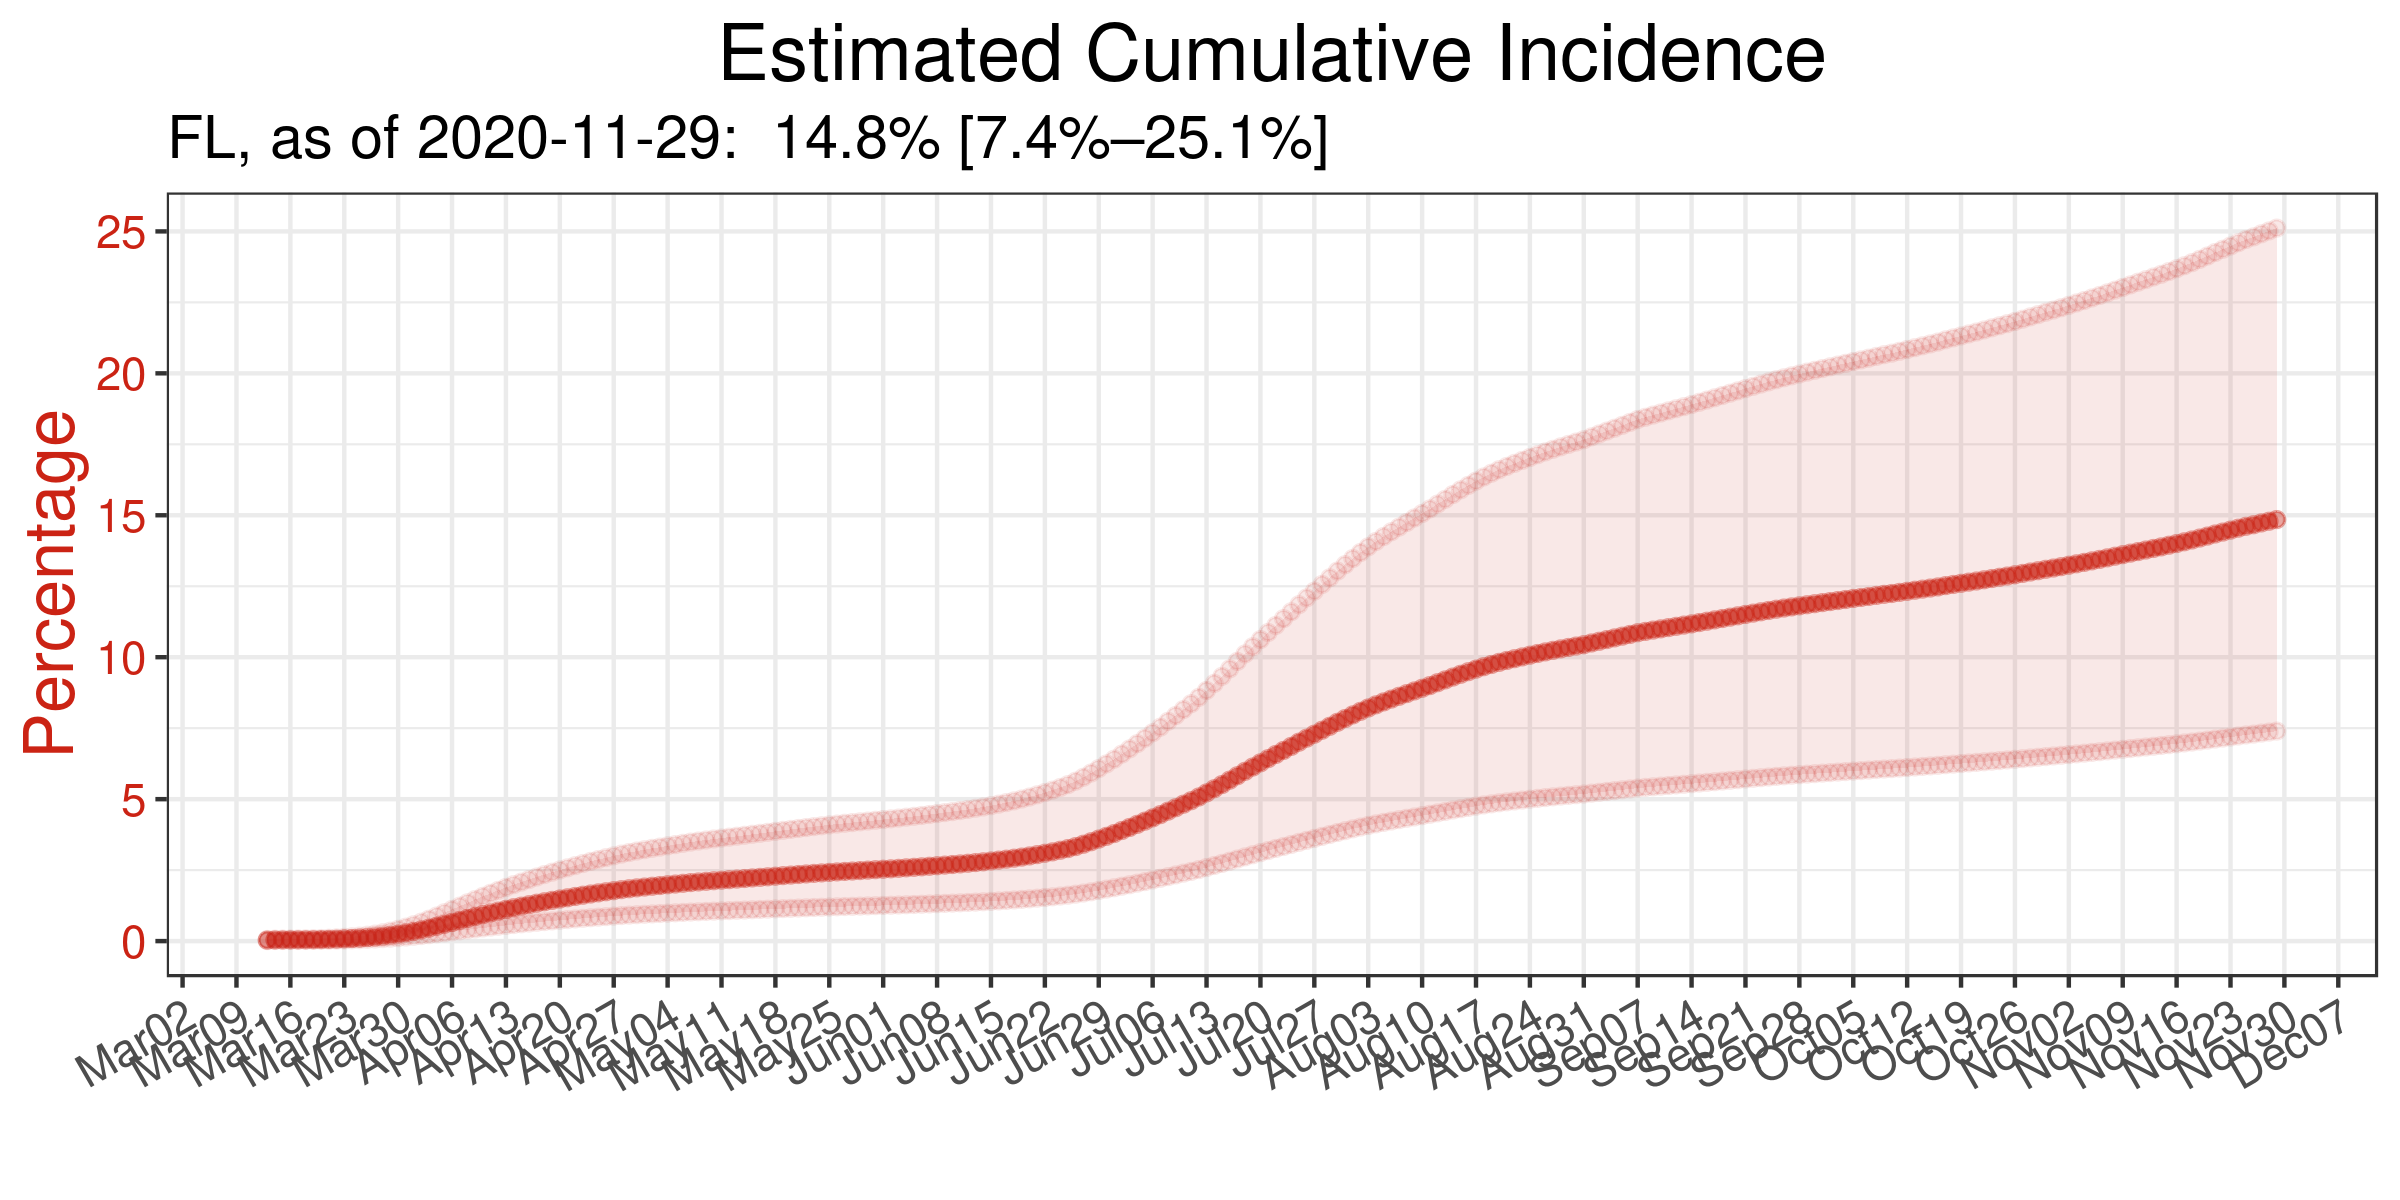 Estimated Cumulative Incidence
FL, as of 2020-11-29:  14.8% [7.4%–25.1%]
Percentage
25
20
15
10
5
0
Mar02
Mar09
Mar16
Mar23
Mar30
Apr06
Apr13
Apr20
Apr27
May04
May11
May18
May25
Jun01
Jun08
Jun15
Jun22
Jun29
Jul06
Jul13
Jul20
Jul27
Aug03
Aug10
Aug17
Aug24
Aug31
Sep07
Sep14
Sep21
Sep28
Oct05
Oct12
Oct19
Oct26
Nov02
Nov09
Nov16
Nov23
Nov30
Dec07